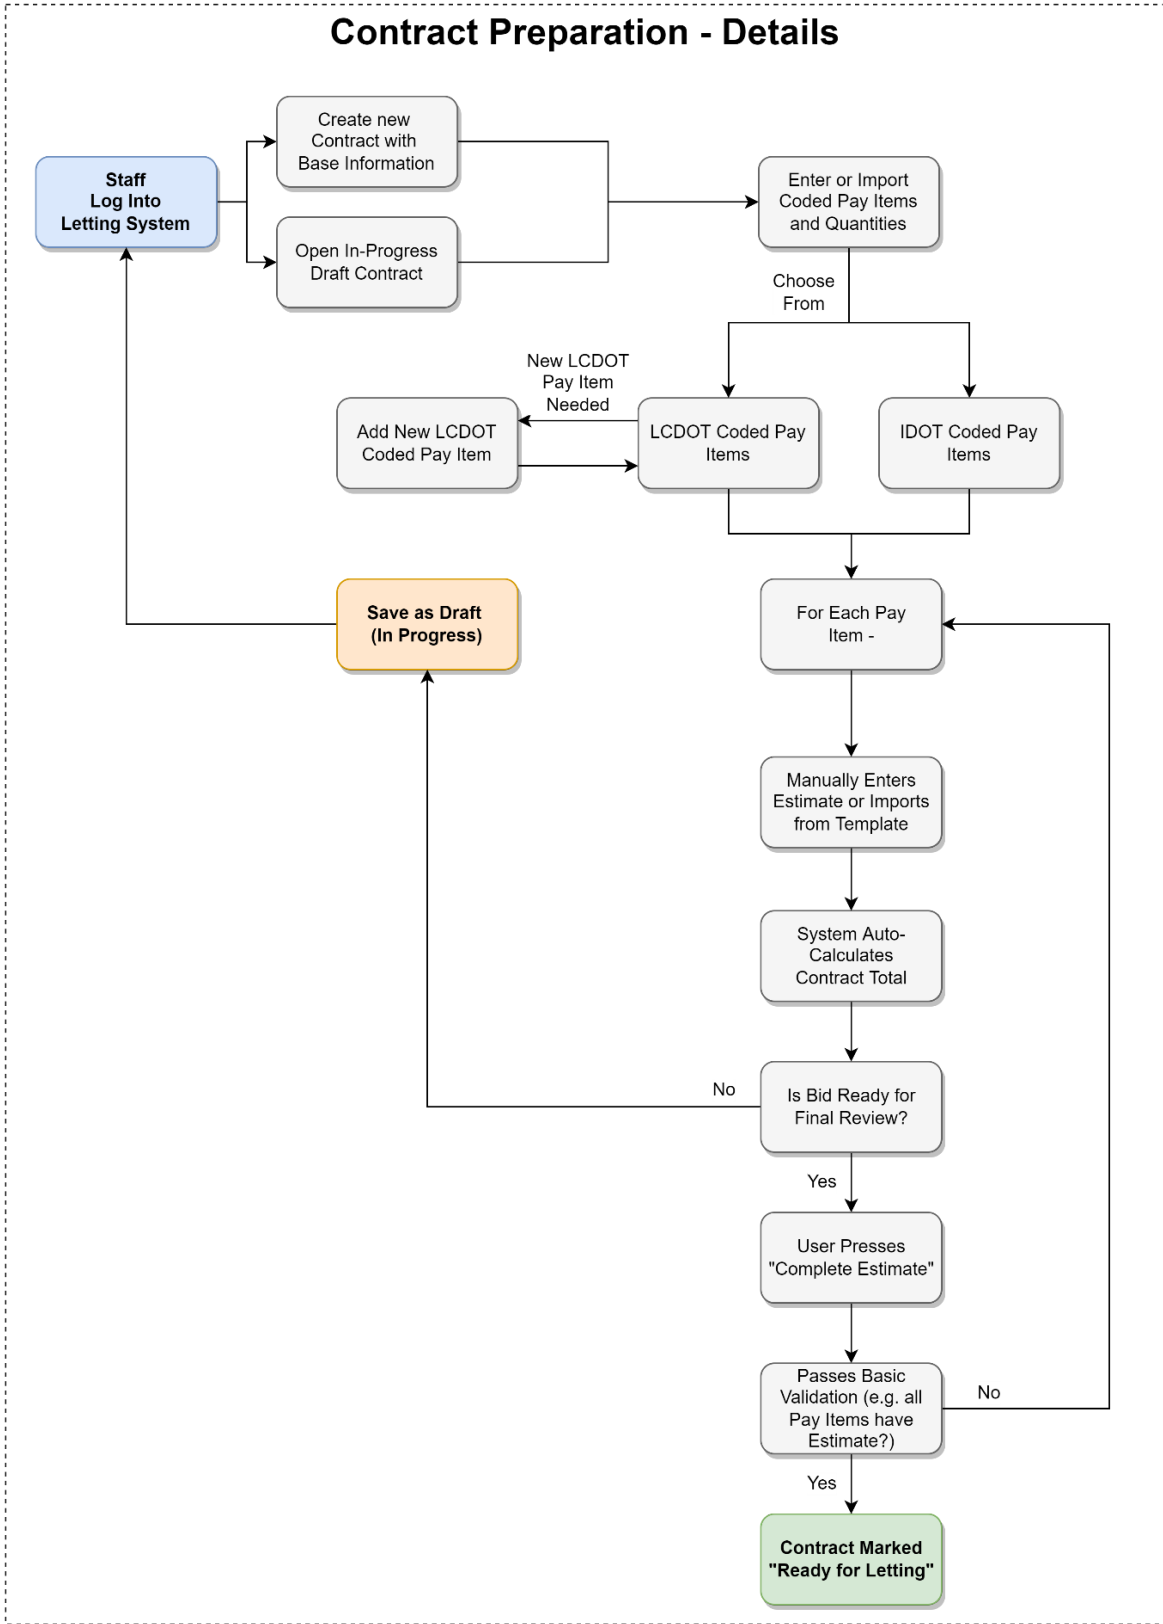 Contract Preparation - Details
Create new
Contract with
Base Information
Staff
Log Into
Letting System
Enter or Import
Coded Pay Items
and Quantities
Open In-Progress
Draft Contract
Choose
From
New LCDOT
Pay Item
Needed
Add New LCDOT
Coded Pay Item
LCDOT Coded Pay
Items
IDOT Coded Pay
Items
Save as Draft
(In Progress)
For Each Pay
Item -
Manually Enters
Estimate or Imports
from Template
System Auto-
Calculates
Contract Total
No
Is Bid Ready for
Final Review?
Yes
User Presses
"Complete Estimate"
Passes Basic
Validation (e.g. all
Pay Items have
Estimate?)
No
Yes
Contract Marked
"Ready for Letting"